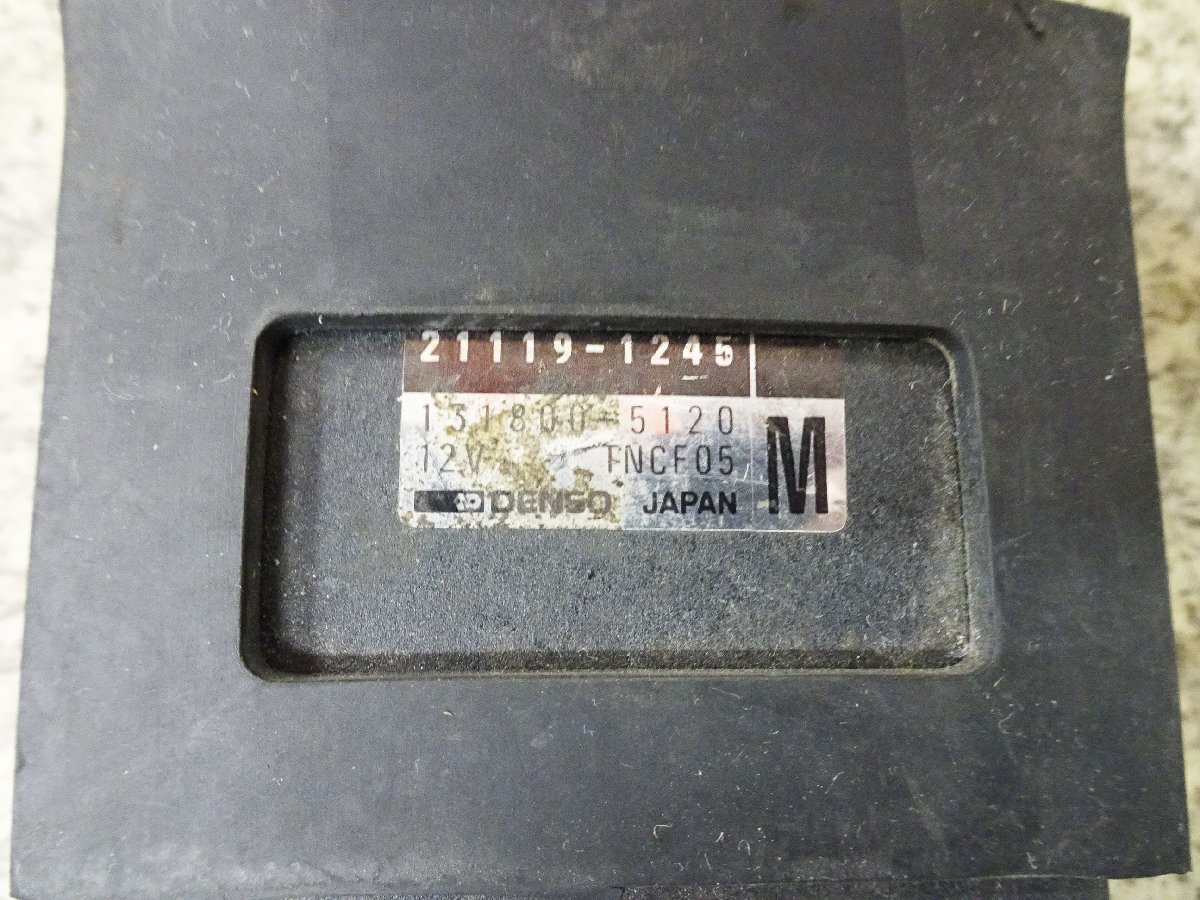 21119-1245
131800-5120
12V TNCF05
DENSO JAPAN M